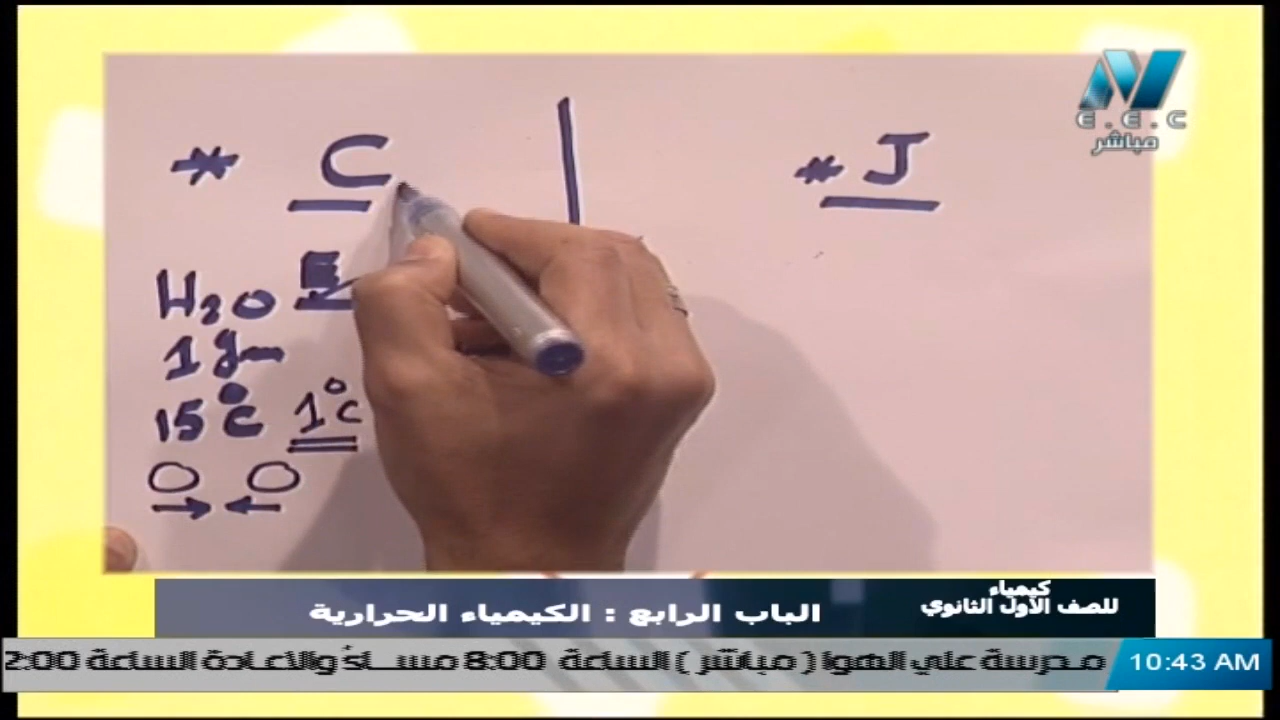 * C
* J
H₂O
1 gm
15°C 1°C
E.E.C
مباشر
كيمياء
للصف الأول الثانوي
الباب الرابع : الكيمياء الحرارية
10:43 AM
مدرسة علي الهوا ( مباشر ) الساعة 8:00 مساءً والاعادة الساعة 2:00